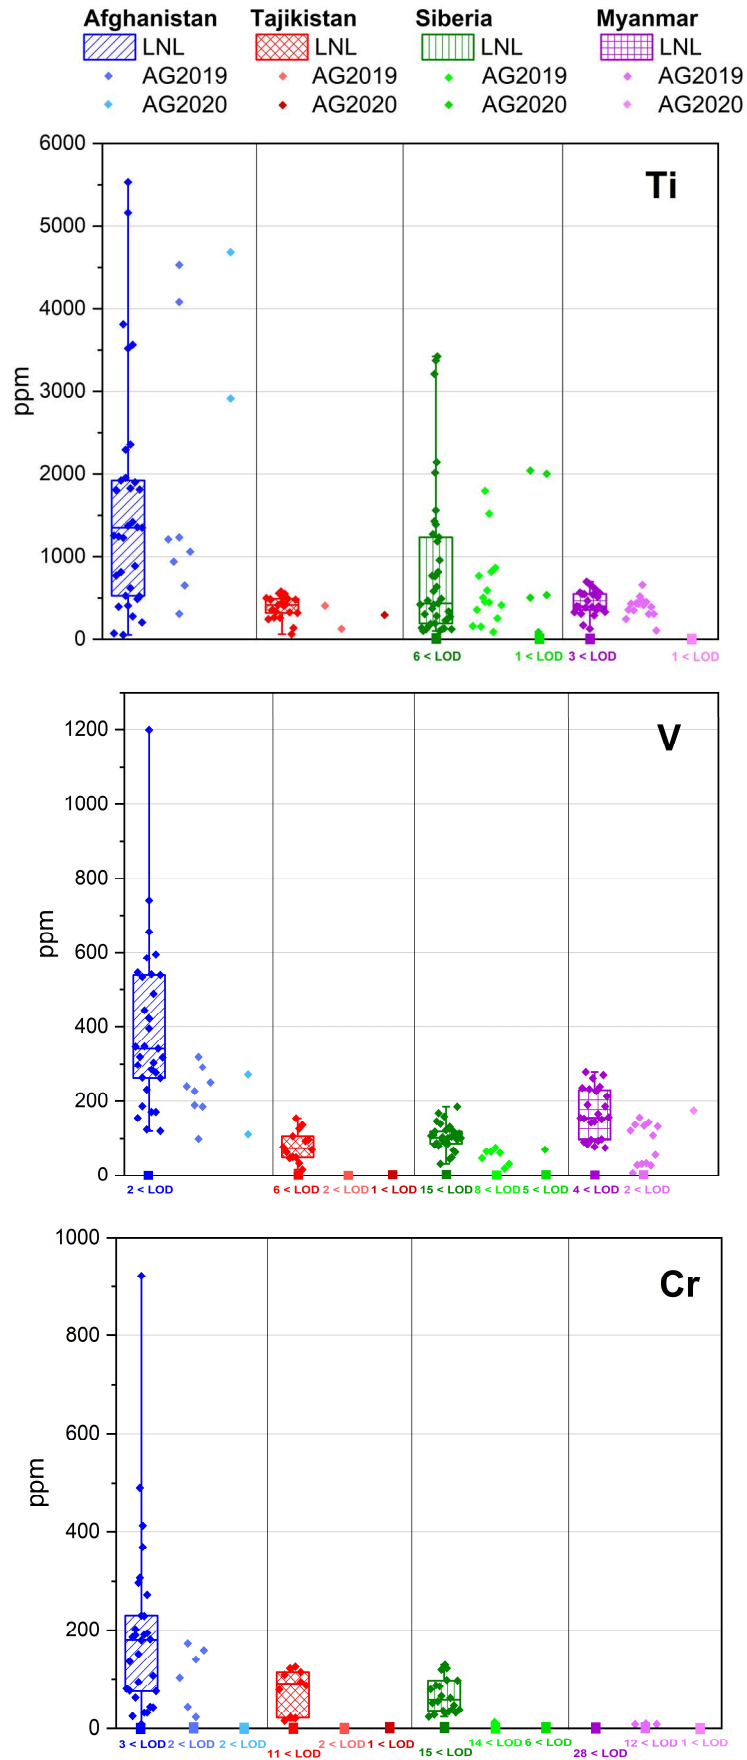 Afghanistan Tajikistan Siberia Myanmar
LNL LNL LNL LNL
AG2019 AG2019 AG2019 AG2019
AG2020 AG2020 AG2020 AG2020
6000
Ti
5000
4000
3000
ppm
2000
1000
0
6 < LOD 1 < LOD 3 < LOD 1 < LOD
V
1200
1000
800
ppm
600
400
200
0
2 < LOD 6 < LOD 2 < LOD 1 < LOD 15 < LOD 8 < LOD 5 < LOD 4 < LOD 2 < LOD
1000
Cr
800
600
ppm
400
200
0
3 < LOD 2 < LOD 2 < LOD 11 < LOD 2 < LOD 1 < LOD 15 < LOD 14 < LOD 6 < LOD 28 < LOD 12 < LOD 1 < LOD